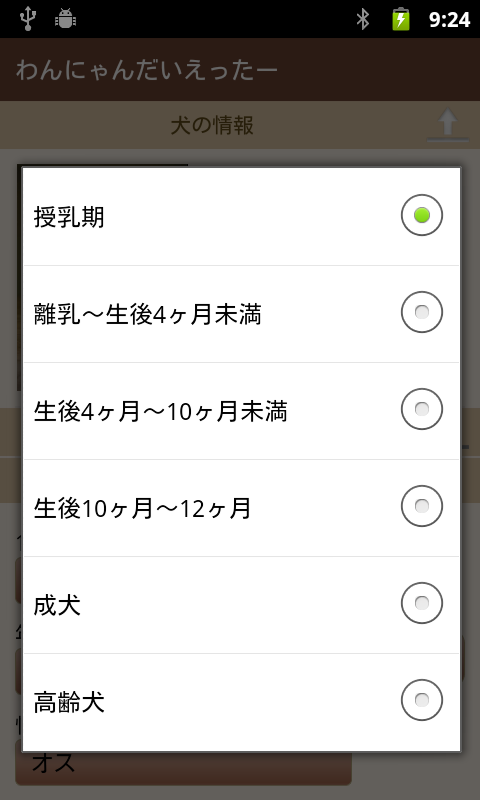 9:24
わんにゃんだいえったー
犬の情報
授乳期
離乳～生後4ヶ月未満
生後4ヶ月～10ヶ月未満
生後10ヶ月～12ヶ月
成犬
高齢犬
オス